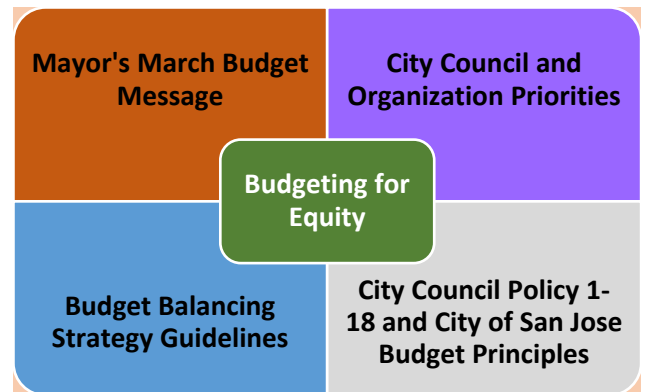 Mayor's March Budget
Message
City Council and
Organization Priorities
Budgeting for
Equity
Budget Balancing
Strategy Guidelines
City Council Policy 1-
18 and City of San Jose
Budget Principles